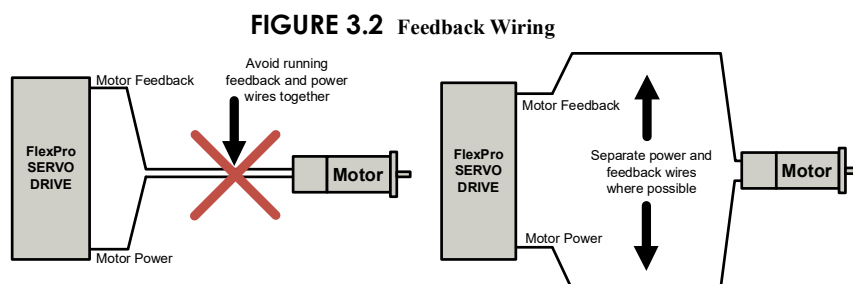 FIGURE 3.2 Feedback Wiring
Motor Feedback
Avoid running
feedback and power
wires together
FlexPro
SERVO
DRIVE
Motor
Motor Power
Motor Feedback
FlexPro
SERVO
DRIVE
Separate power and
feedback wires
where possible
Motor
Motor Power